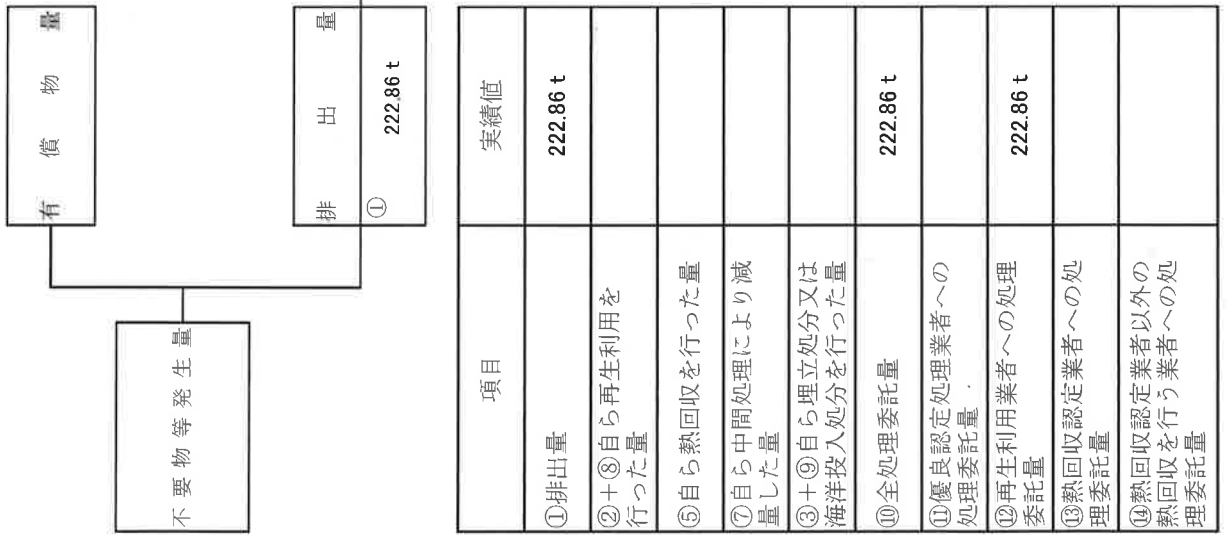 有償物量
不要物等発生量
排出量
①
222.86 t
項目
実績値
①排出量
222.86 t
②+⑧自ら再生利用を
行った量
⑤自ら熱回収を行った量
⑦自ら中間処理により減
量した量
③+⑨自ら埋立処分又は
海洋投入処分を行った量
⑩全処理委託量
222.86 t
⑪優良認定処理業者への
処理委託量
⑫再生利用業者への処理
委託量
222.86 t
⑬熱回収認定業者への処
理委託量
⑭熱回収認定業者以外の
熱回収を行う業者への処
理委託量